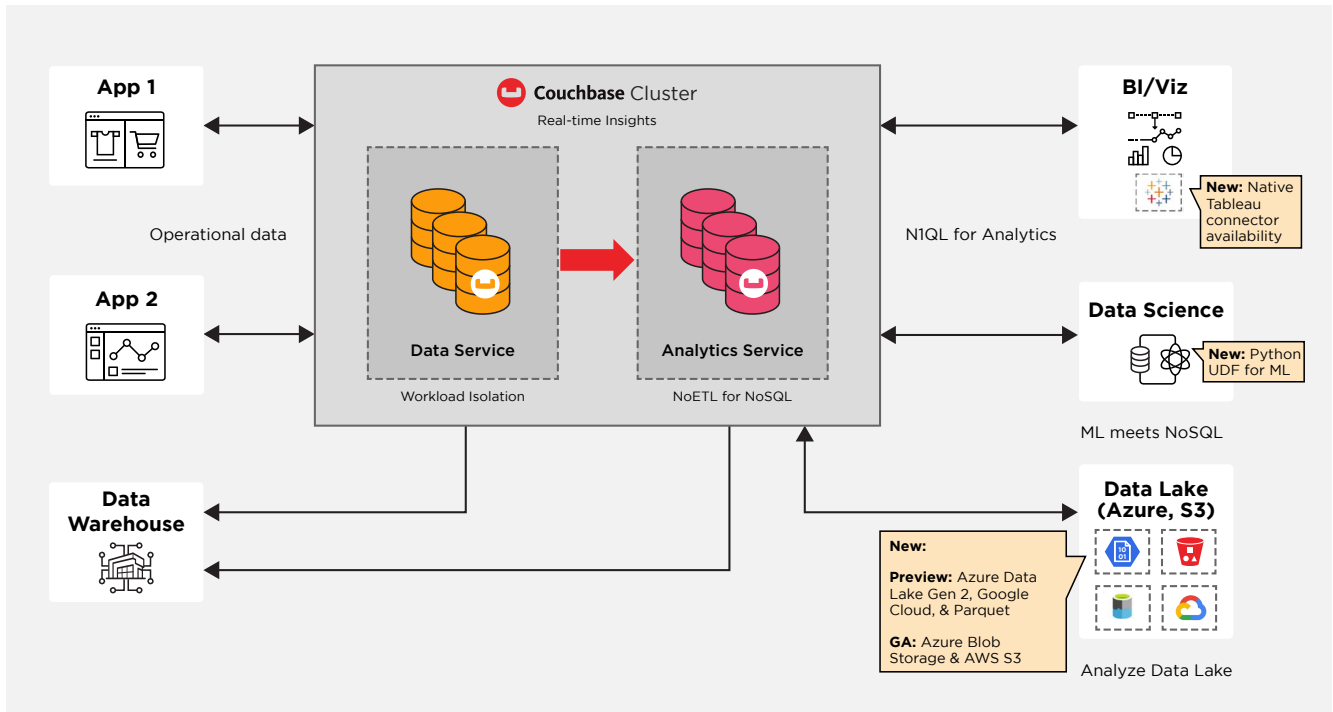 App 1
Couchbase Cluster
Real-time Insights
BI/Viz
New: Native
Tableau
connector
availability
Operational data
N1QL for Analytics
App 2
Data Service
Analytics Service
Workload Isolation
NoETL for NoSQL
Data Science
New: Python
UDF for ML
ML meets NoSQL
Data
Warehouse
Data Lake
(Azure, S3)
10
01
New:
Preview: Azure Data
Lake Gen 2, Google
Cloud, & Parquet
GA: Azure Blob
Storage & AWS S3
Analyze Data Lake